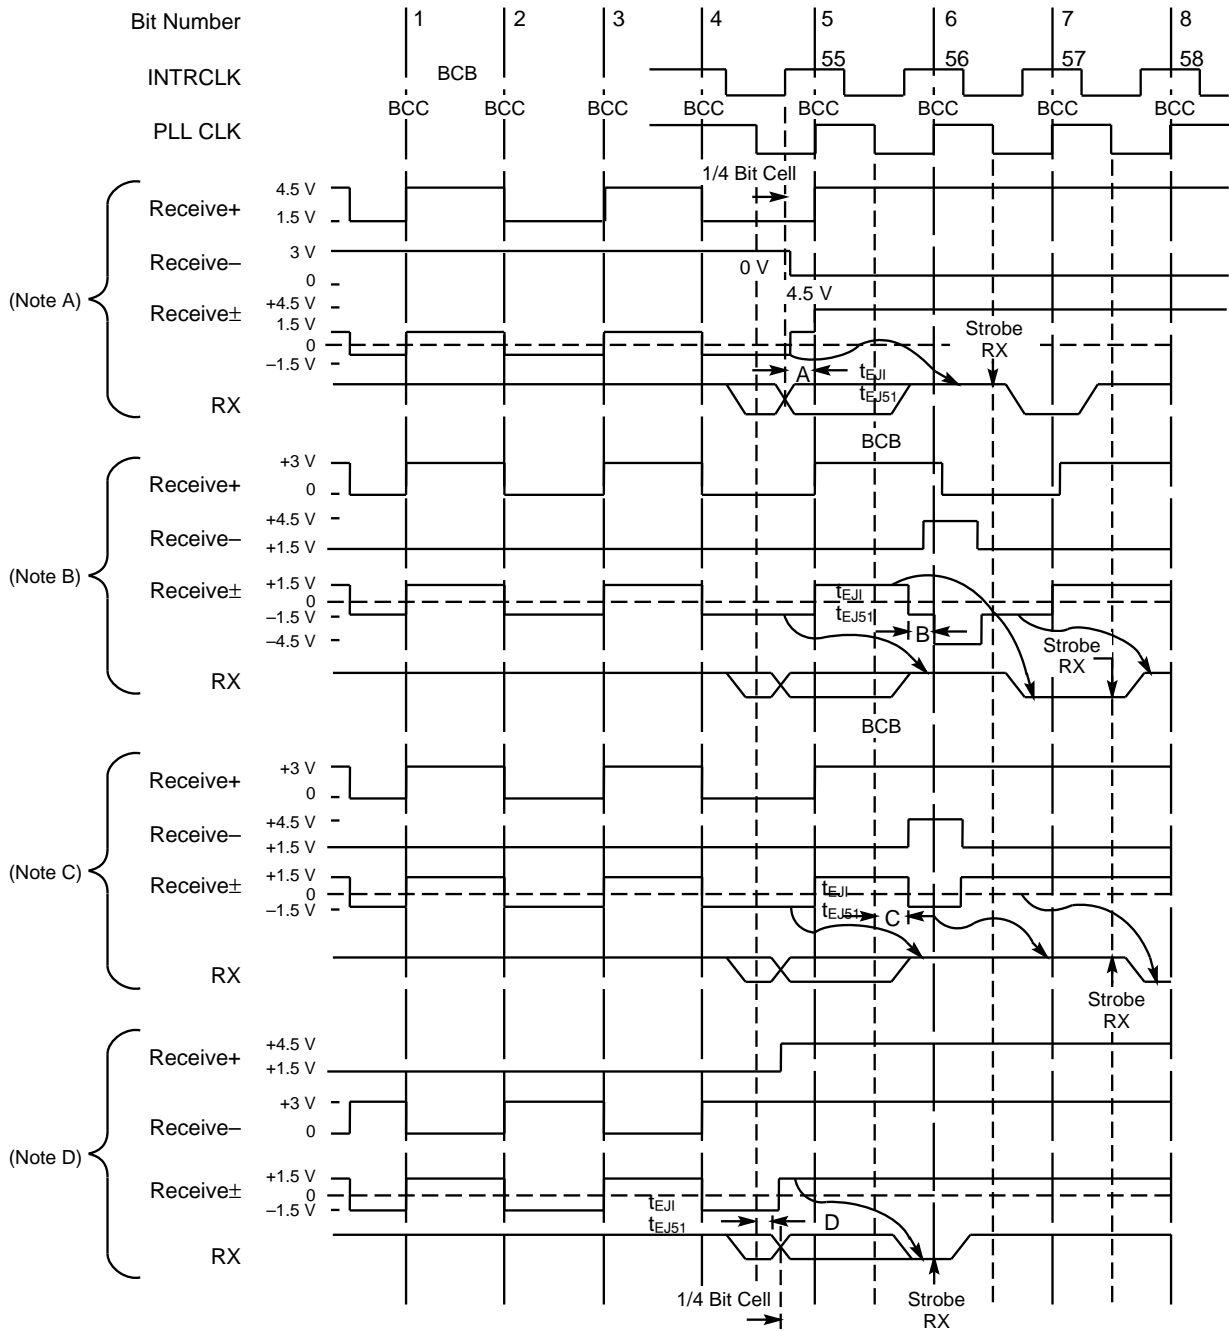 Bit Number 1 2 3 4 5 6 7 8
55 56 57 58
INTRCLK BCB
BCC BCC BCC BCC BCC BCC BCC BCC
PLL CLK
1/4 Bit Cell
4.5 V
Receive+
1.5 V
3 V
Receive–
0 V
0
(Note A)
4.5 V
+4.5 V
Receive±
1.5 V
Strobe
RX
0
–1.5 V
A tEJI
tEJ51
RX
BCB
+3 V
Receive+
0
+4.5 V
Receive–
+1.5 V
(Note B)
+1.5 V
Receive±
tEJI
0
tEJ51
–1.5 V
B
–4.5 V
Strobe
RX
RX
BCB
+3 V
Receive+
0
+4.5 V
Receive–
+1.5 V
(Note C)
+1.5 V
Receive±
tEJI
0
tEJ51
–1.5 V
C
RX
Strobe
RX
+4.5 V
Receive+
+1.5 V
+3 V
Receive–
0
(Note D)
+1.5 V
Receive±
0
tEJI
–1.5 V
tEJ51 D
RX
1/4 Bit Cell
Strobe
RX